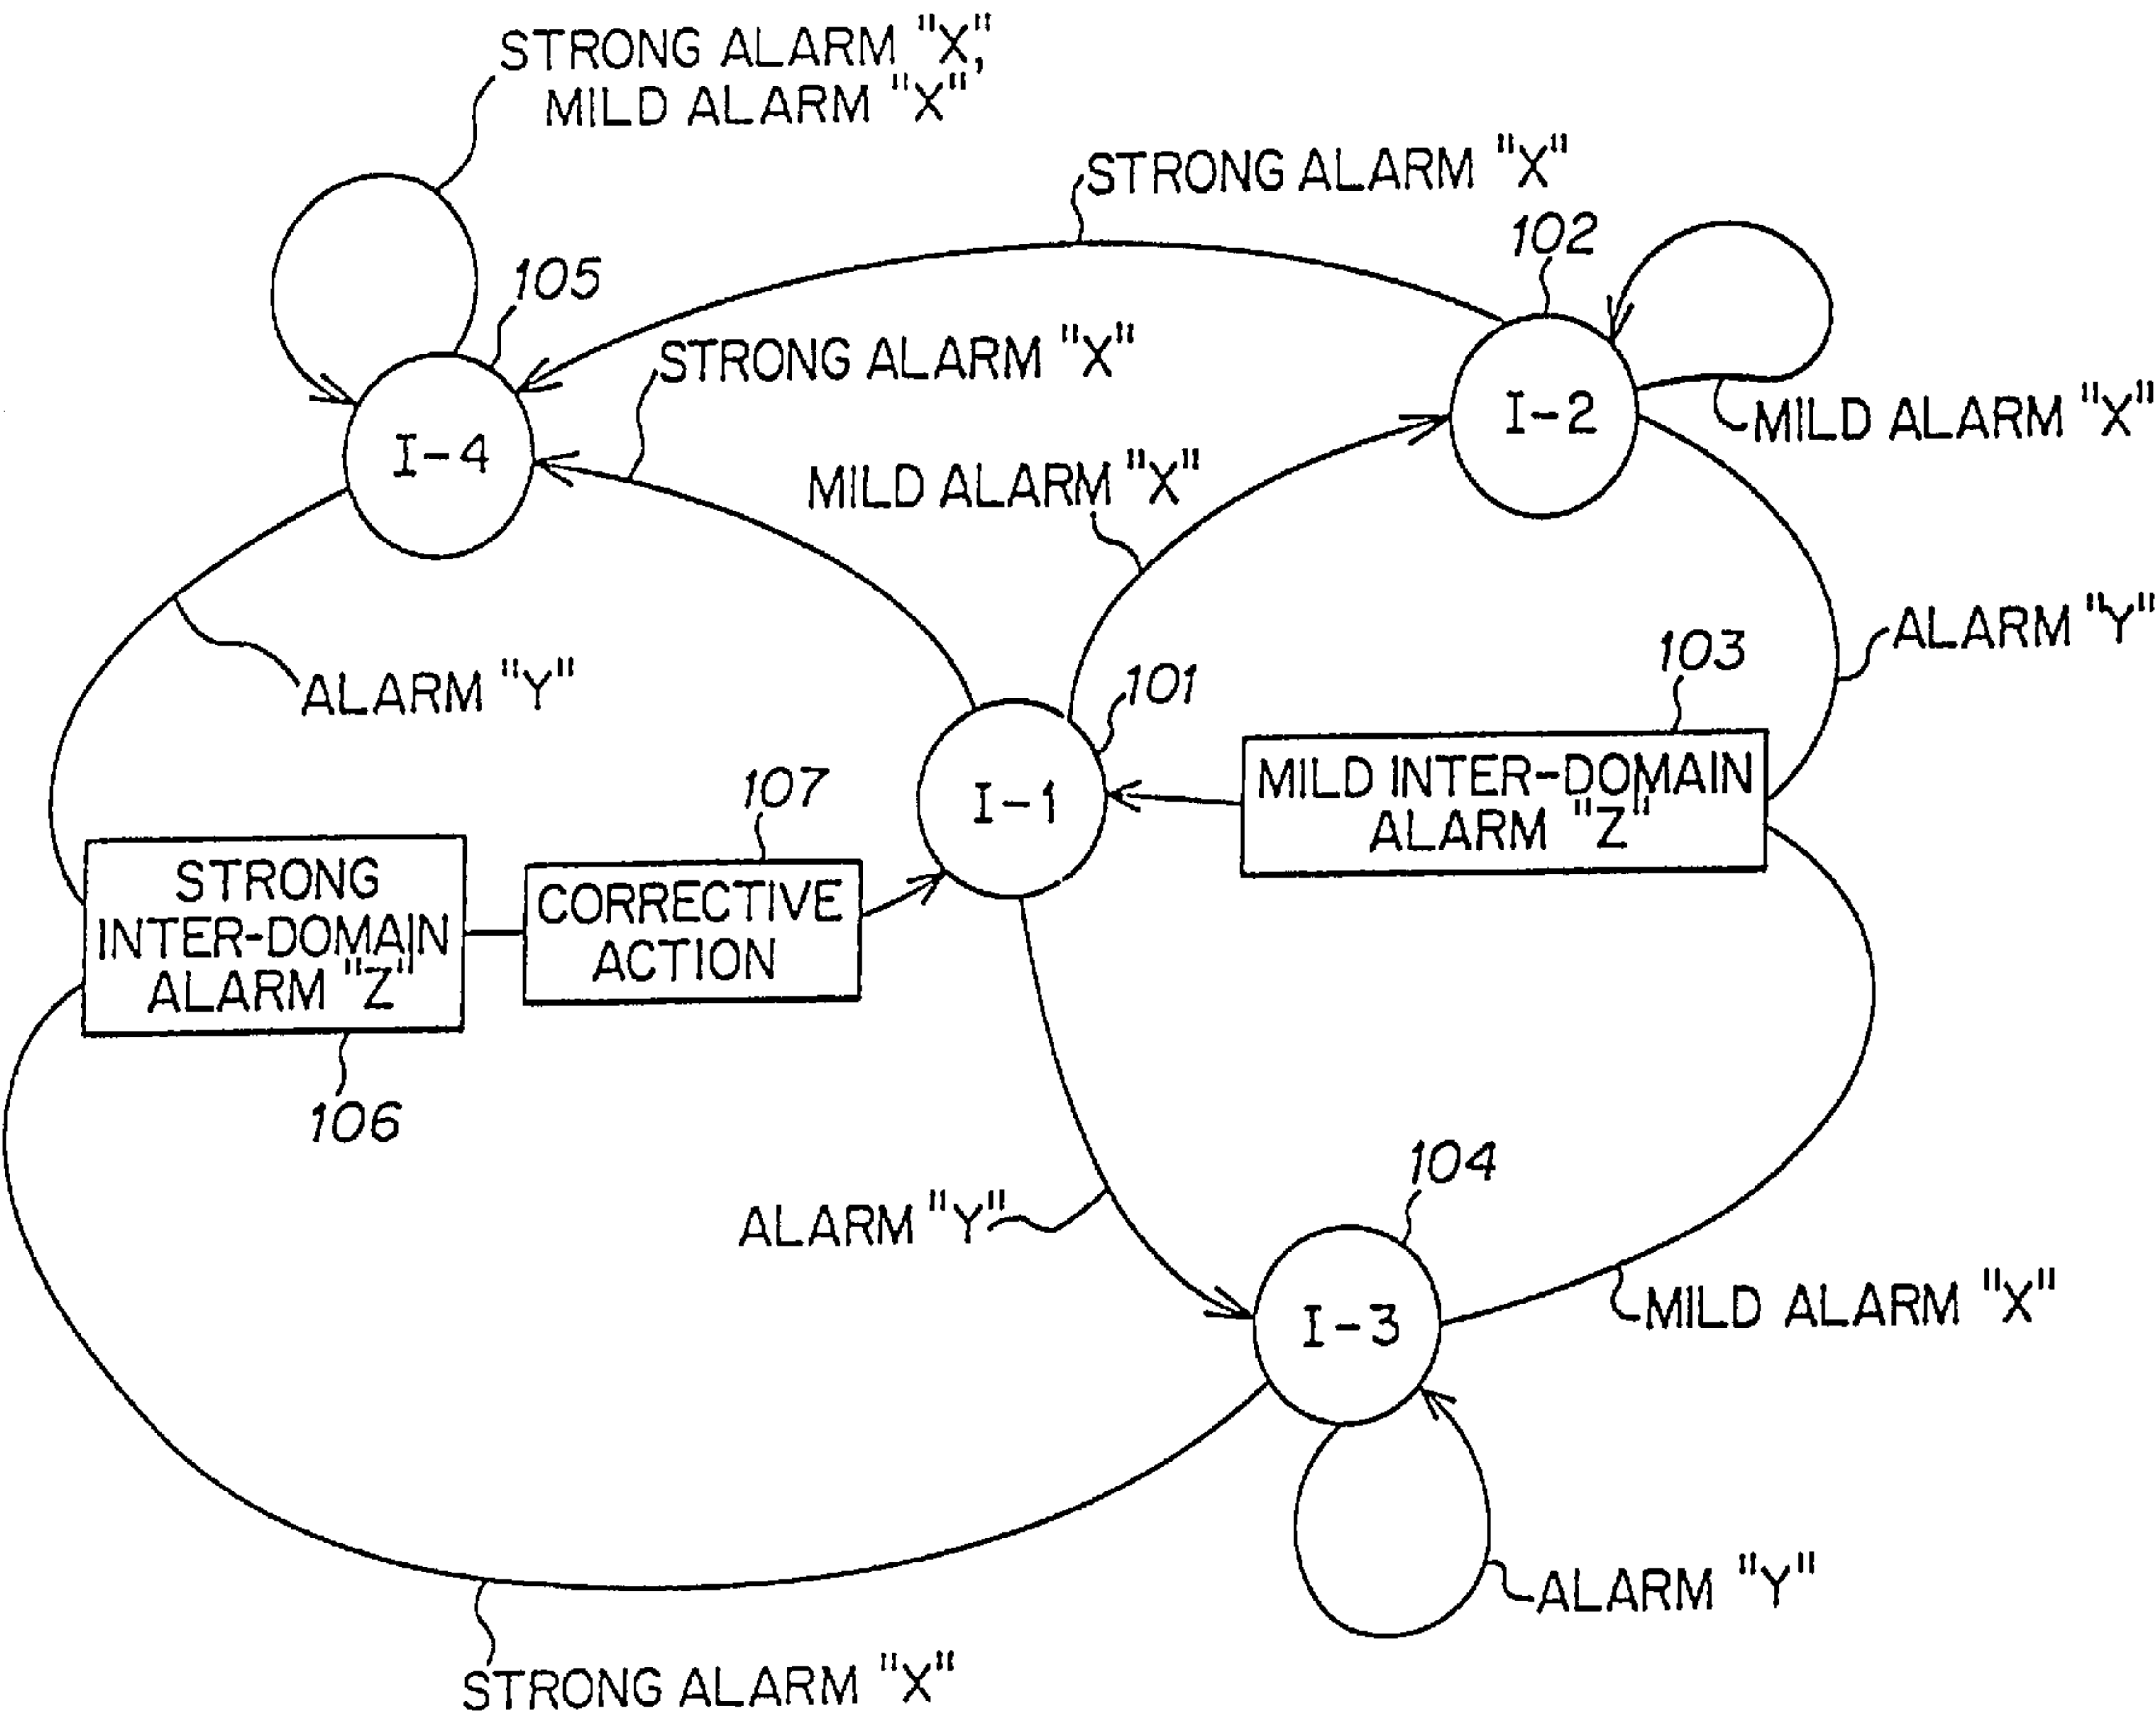 STRONG ALARM "X",
MILD ALARM "X"
STRONG ALARM "X"
102
105
STRONG ALARM "X"
I-2
MILD ALARM "X"
I-4
MILD ALARM "X"
ALARM "Y"
103
ALARM "Y"
101
MILD INTER-DOMAIN
ALARM "Z"
I-1
107
STRONG
INTER-DOMAIN
ALARM "Z"
CORRECTIVE
ACTION
106
104
ALARM "Y"
I-3
MILD ALARM "X"
ALARM "Y"
STRONG ALARM "X"